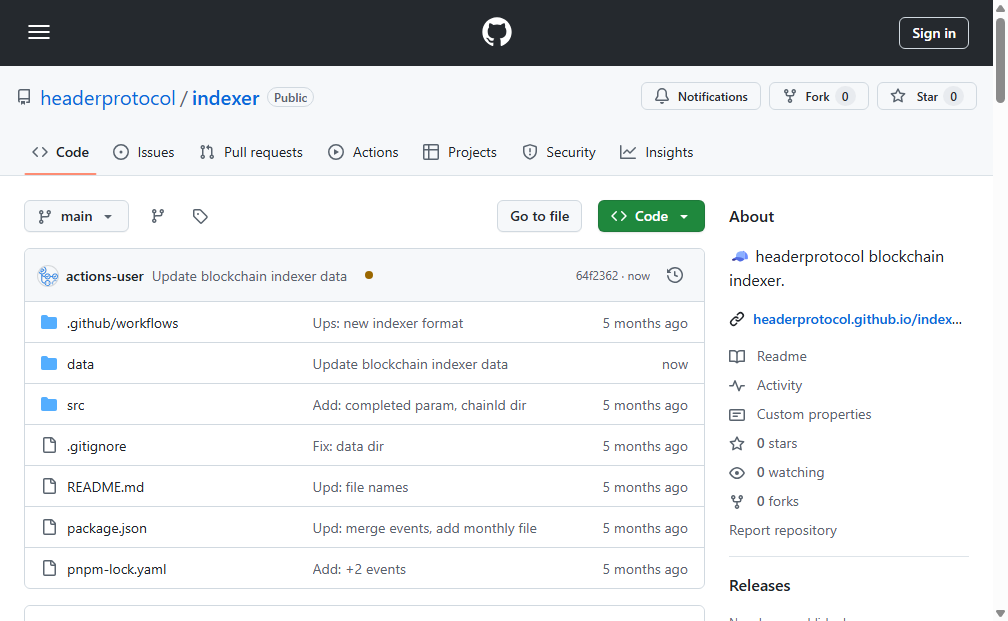 Sign in
headerprotocol / indexer Public
Notifications
Fork 0
Star 0
Code
Issues
Pull requests
Actions
Projects
Security
Insights
main
Go to file
Code
actions-user Update blockchain indexer data 64f2362 · now
.github/workflows Ups: new indexer format 5 months ago
data Update blockchain indexer data now
src Add: completed param, chainId dir 5 months ago
.gitignore Fix: data dir 5 months ago
README.md Upd: file names 5 months ago
package.json Upd: merge events, add monthly file 5 months ago
pnpm-lock.yaml Add: +2 events 5 months ago
About
headerprotocol blockchain
indexer.
headerprotocol.github.io/index...
Readme
Activity
Custom properties
0 stars
0 watching
0 forks
Report repository
Releases